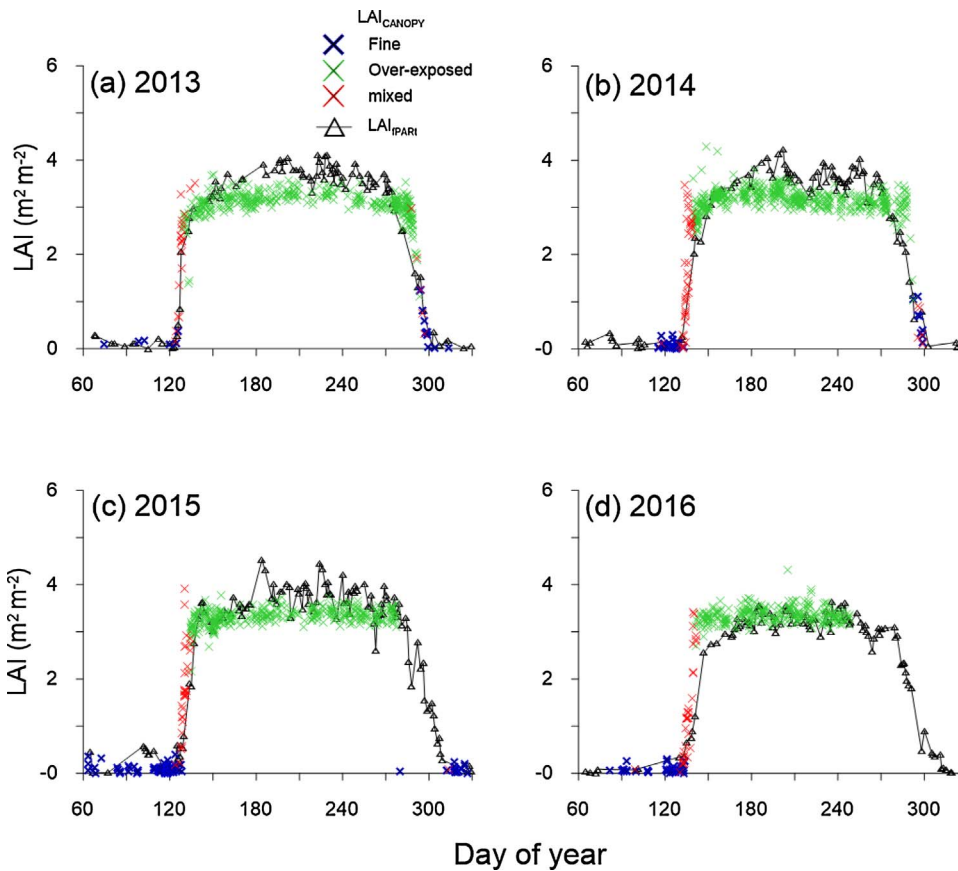 LAI_CANOPY
Fine
Over-exposed
mixed
LAI_fPARt
(a) 2013
(b) 2014
6
4
2
-0
LAI (m² m⁻²)
60 120 180 240 300
6
4
2
-0
60 120 180 240 300
(c) 2015
(d) 2016
6
4
2
-0
LAI (m² m⁻²)
60 120 180 240 300
6
4
2
-0
60 120 180 240 300
Day of year